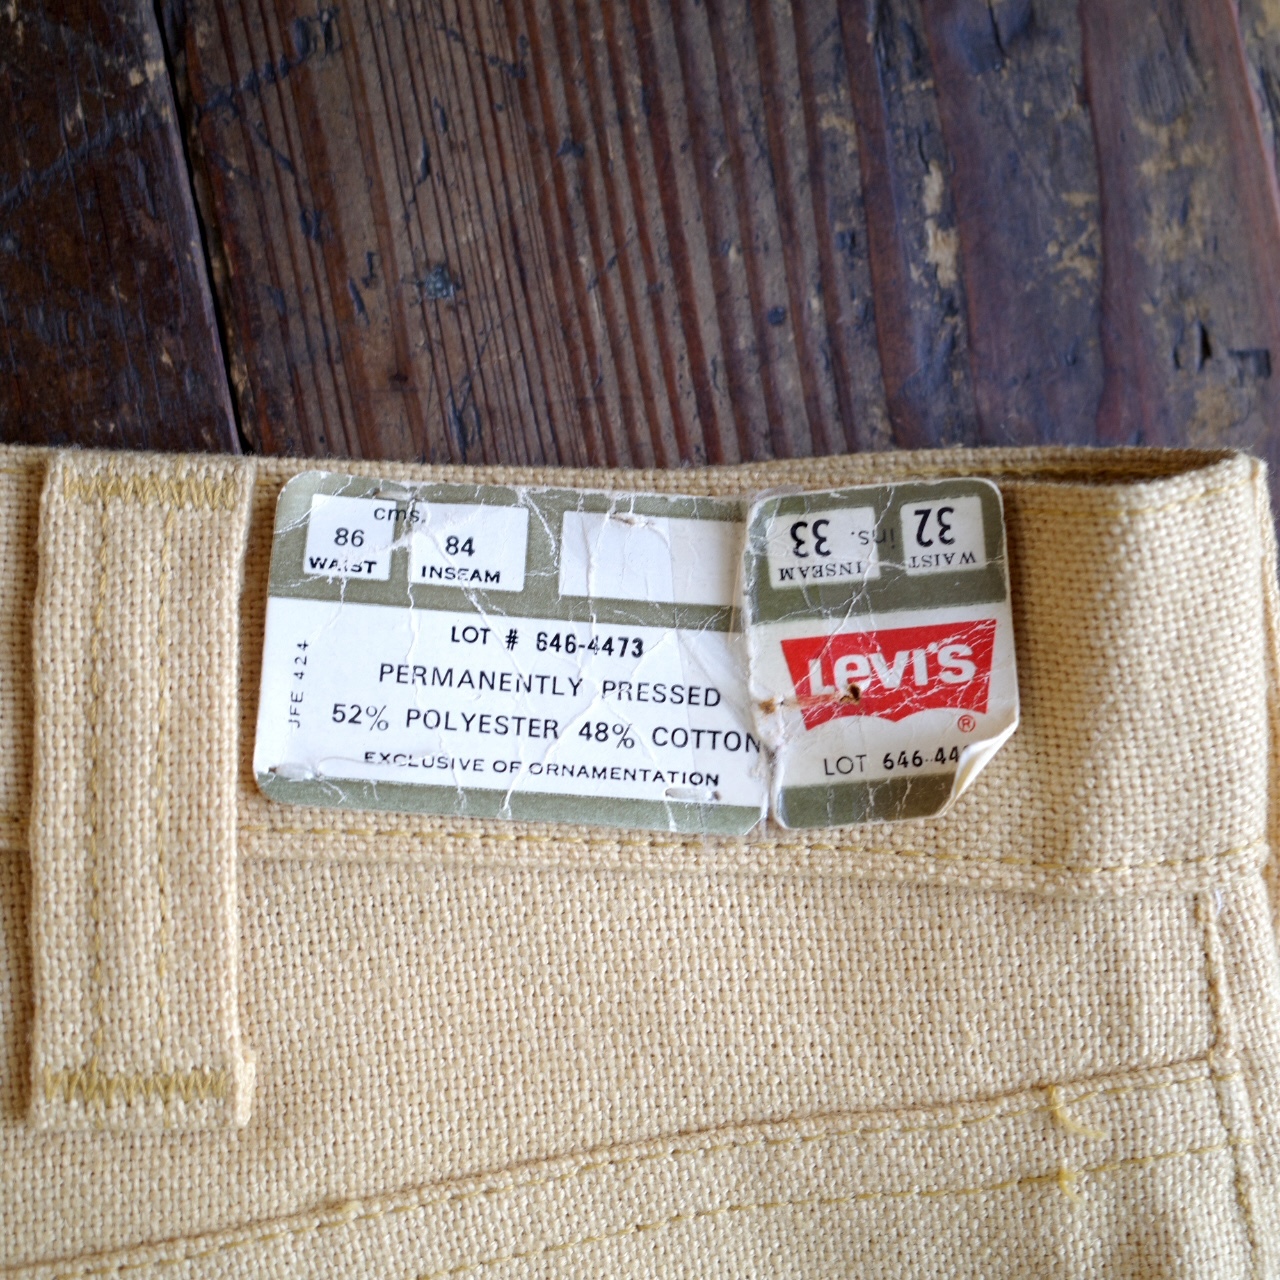 cms.
86 84
WAIST INSEAM
LOT # 646-4473
PERMANENTLY PRESSED
52% POLYESTER 48% COTTON
EXCLUSIVE OF ORNAMENTATION
JFE 424
WAIST INSEAM
32 ins. 33
LEVI'S
®
LOT 646-44